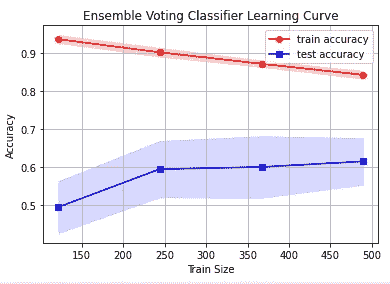 Ensemble Voting Classifier Learning Curve
train accuracy
test accuracy
0.9
0.8
0.7
0.6
0.5
Accuracy
150
200
250
300
350
400
450
500
Train Size